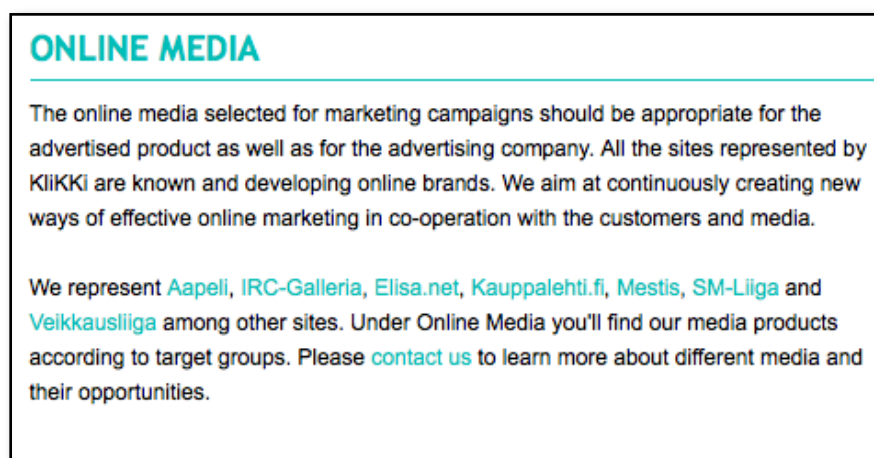 ONLINE MEDIA
The online media selected for marketing campaigns should be appropriate for the
advertised product as well as for the advertising company. All the sites represented by
KliKKi are known and developing online brands. We aim at continuously creating new
ways of effective online marketing in co-operation with the customers and media.
We represent Aapeli, IRC-Galleria, Elisa.net, Kauppalehti.fi, Mestis, SM-Liiga and
Veikkausliiga among other sites. Under Online Media you'll find our media products
according to target groups. Please contact us to learn more about different media and
their opportunities.